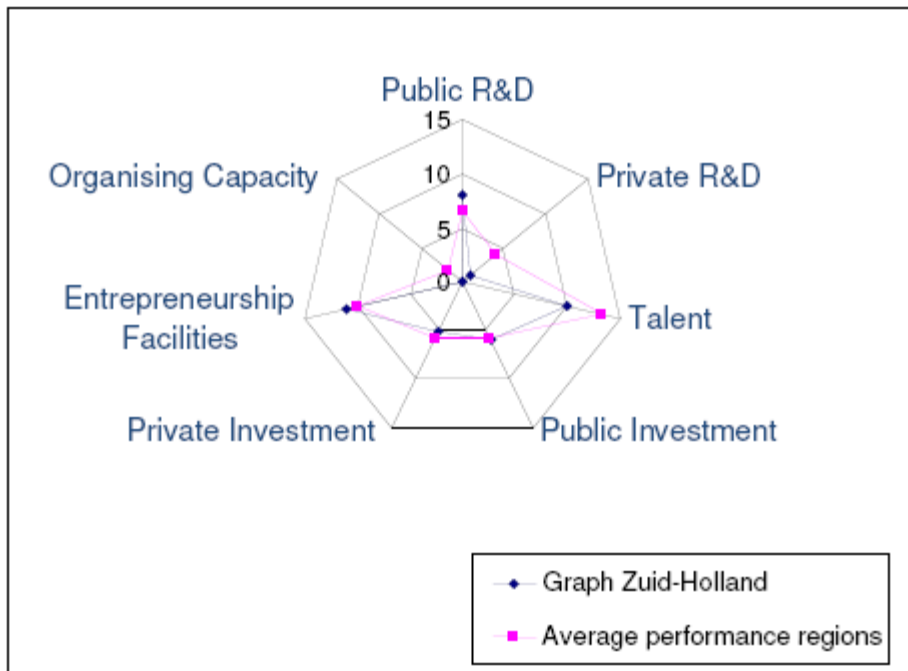 Public R&D
15
Organising Capacity
10
Private R&D
5
0
Entrepreneurship
Facilities
Talent
Private Investment
Public Investment
Graph Zuid-Holland
Average performance regions